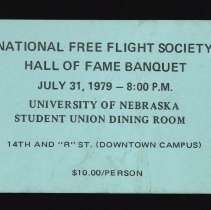 NATIONAL FREE FLIGHT SOCIETY
HALL OF FAME BANQUET
JULY 31, 1979 — 8:00 P.M.
UNIVERSITY OF NEBRASKA
STUDENT UNION DINING ROOM
14TH AND "R" ST. (DOWNTOWN CAMPUS)
$10.00/PERSON